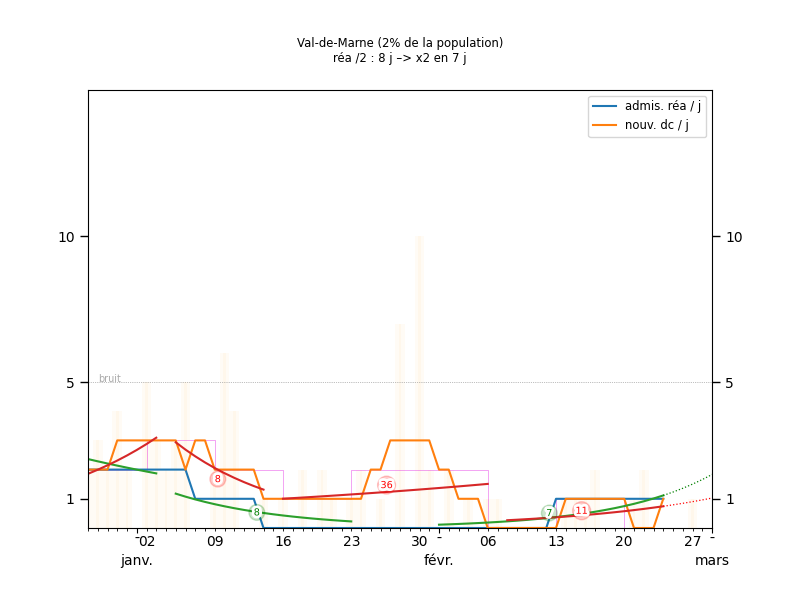 Val-de-Marne (2% de la population)
réa /2 : 8 j –> x2 en 7 j
admis. réa / j
nouv. dc / j
10
10
bruit
5
5
8
36
8
7
11
1
1
02
09
16
23
30
06
13
20
27
janv.
févr.
mars